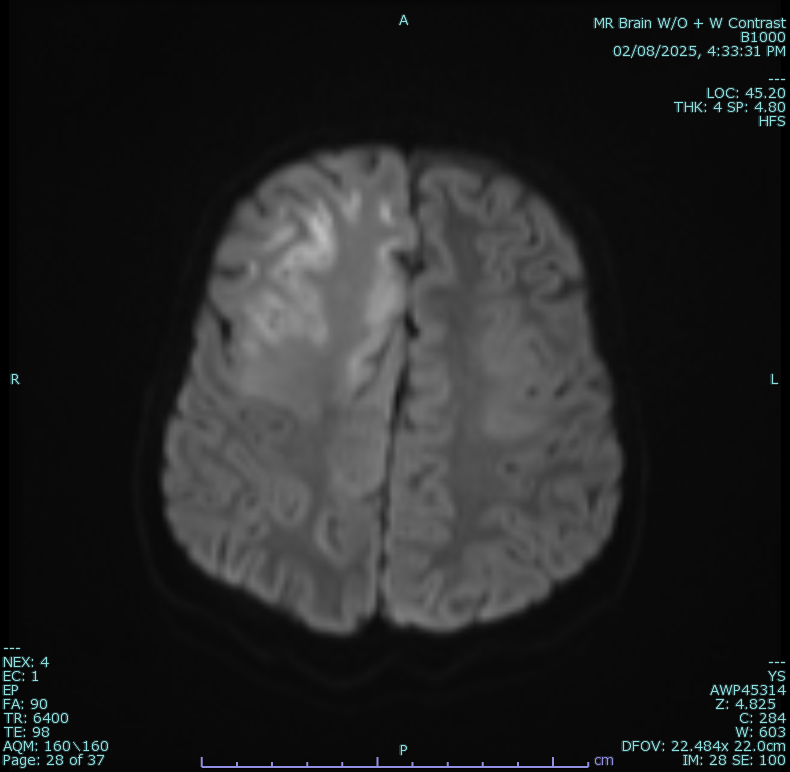 A
MR Brain W/O + W Contrast
B1000
02/08/2025, 4:33:31 PM
---
LOC: 45.20
THK: 4 SP: 4.80
HFS
R
L
---
NEX: 4
EC: 1
EP
FA: 90
TR: 6400
TE: 98
AQM: 160\160
Page: 28 of 37
P
cm
---
YS
AWP45314
Z: 4.825
C: 284
W: 603
DFOV: 22.484x 22.0cm
IM: 28 SE: 100